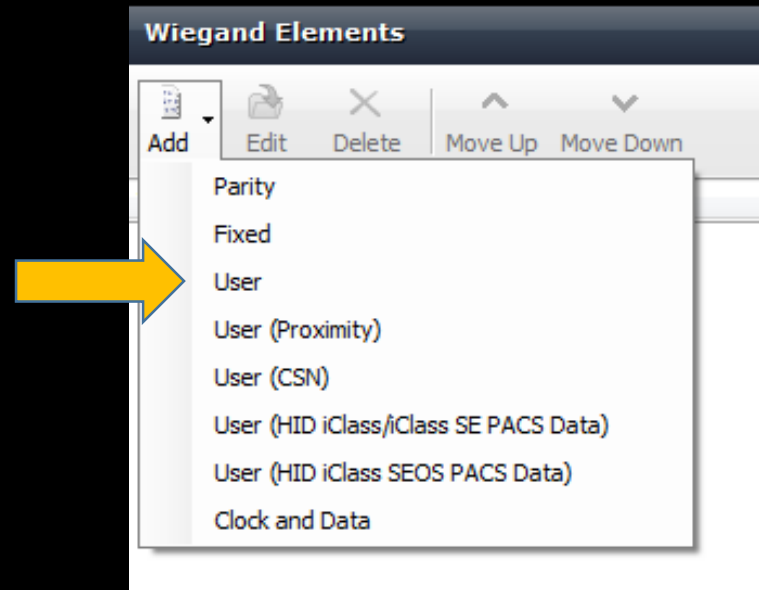 Wiegand Elements
Add Edit Delete Move Up Move Down
Parity
Fixed
User
User (Proximity)
User (CSN)
User (HID iClass/iClass SE PACS Data)
User (HID iClass SEOS PACS Data)
Clock and Data